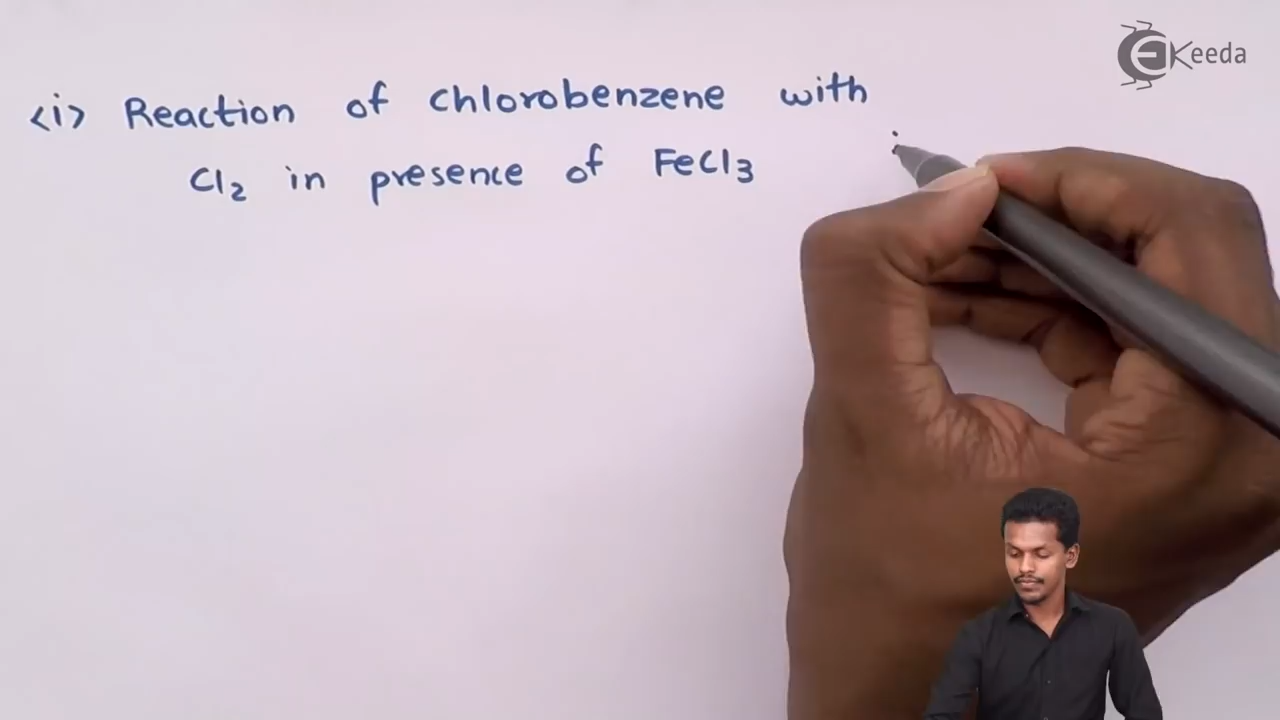 EKeeda
<i> Reaction of chlorobenzene with
Cl2 in presence of FeCl3